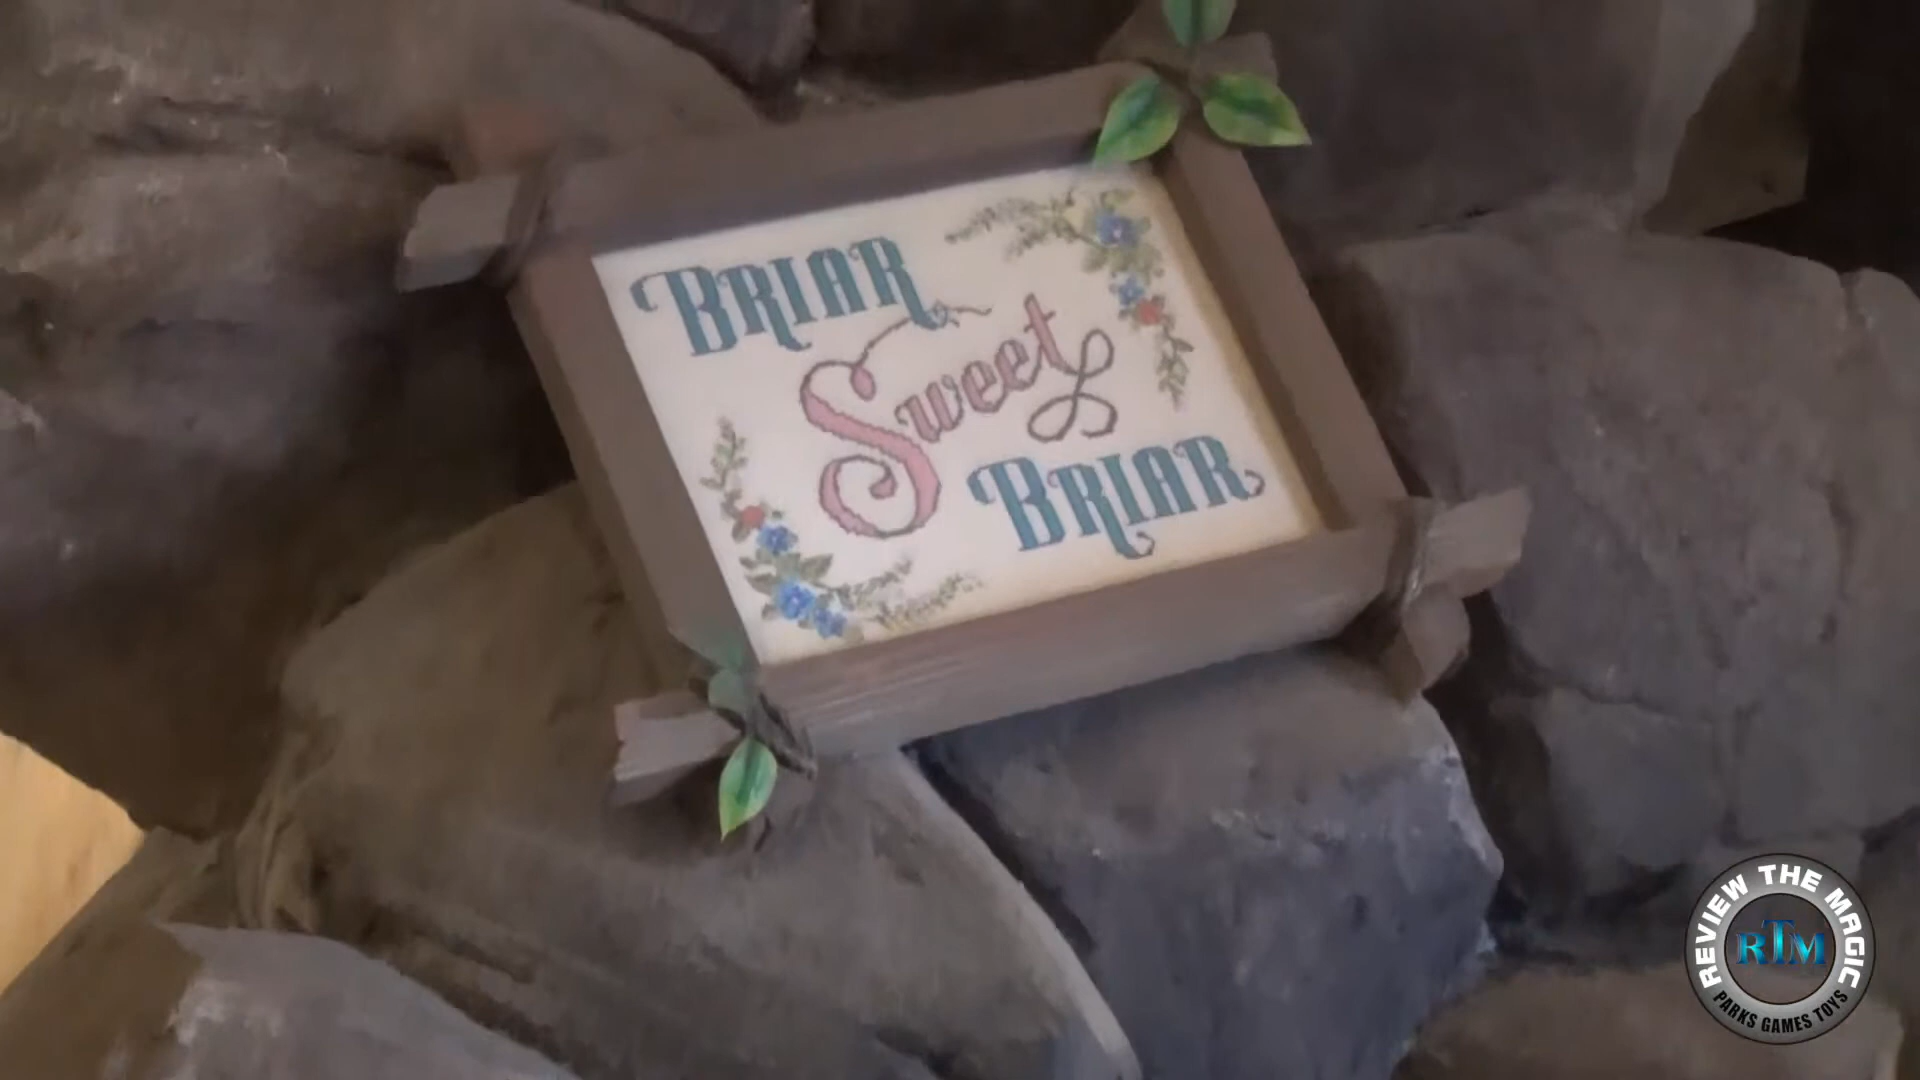 BRIAR
Sweet
BRIAR
REVIEW THE MAGIC
RTM
PARKS GAMES TOYS